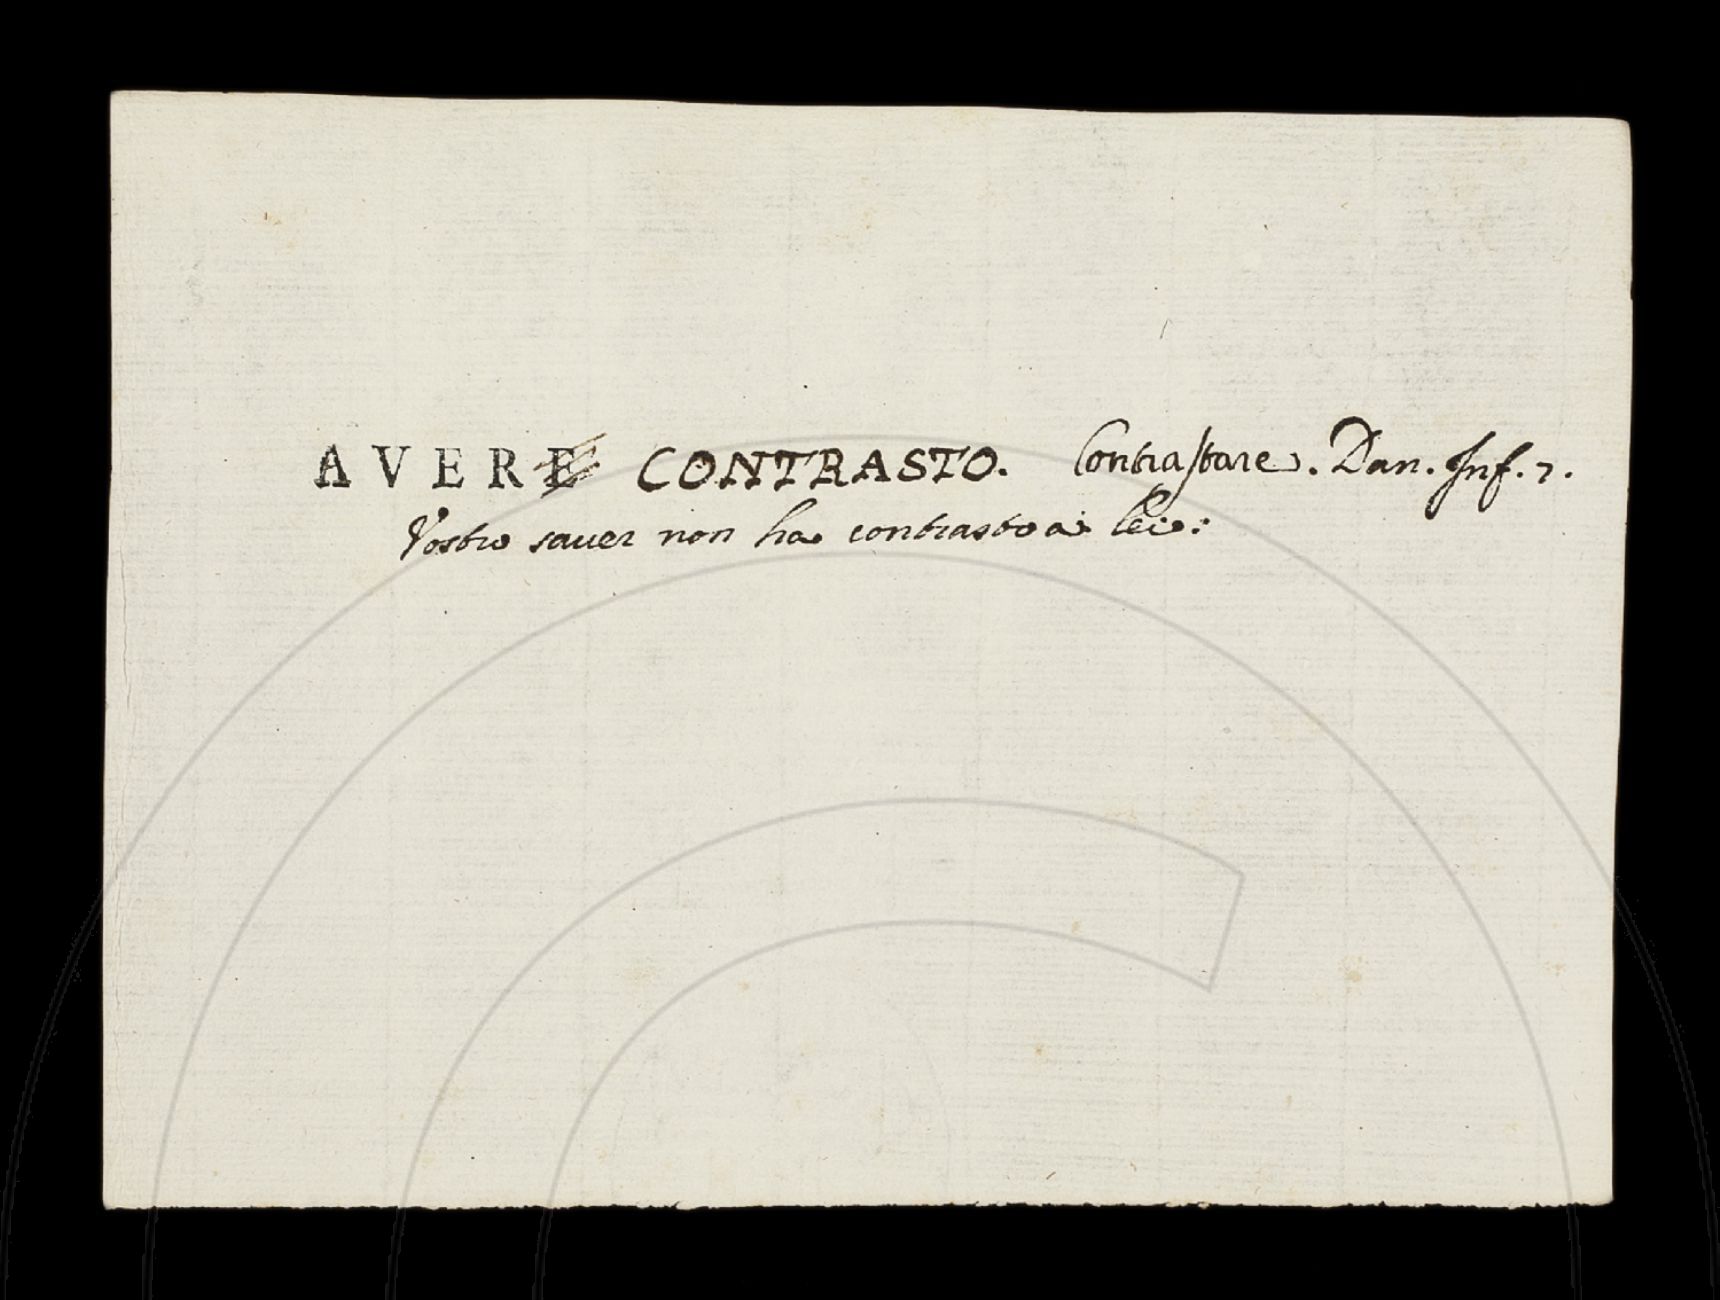 AVERE CONTRASTO. Contrastare. Dan. Inf. 7.
Vostro saver non ha contrasto a lei: